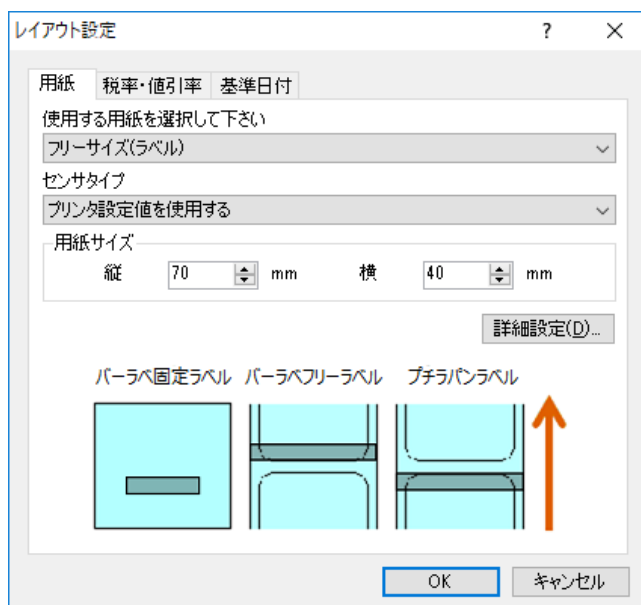 レイアウト設定 ?
用紙 税率・値引率 基準日付
使用する用紙を選択して下さい
フリーサイズ(ラベル)
センサタイプ
プリンタ設定値を使用する
用紙サイズ
縦 70 mm 横 40 mm
詳細設定(D)...
バーラベ固定ラベル バーラベフリーラベル プチラパンラベル
OK キャンセル